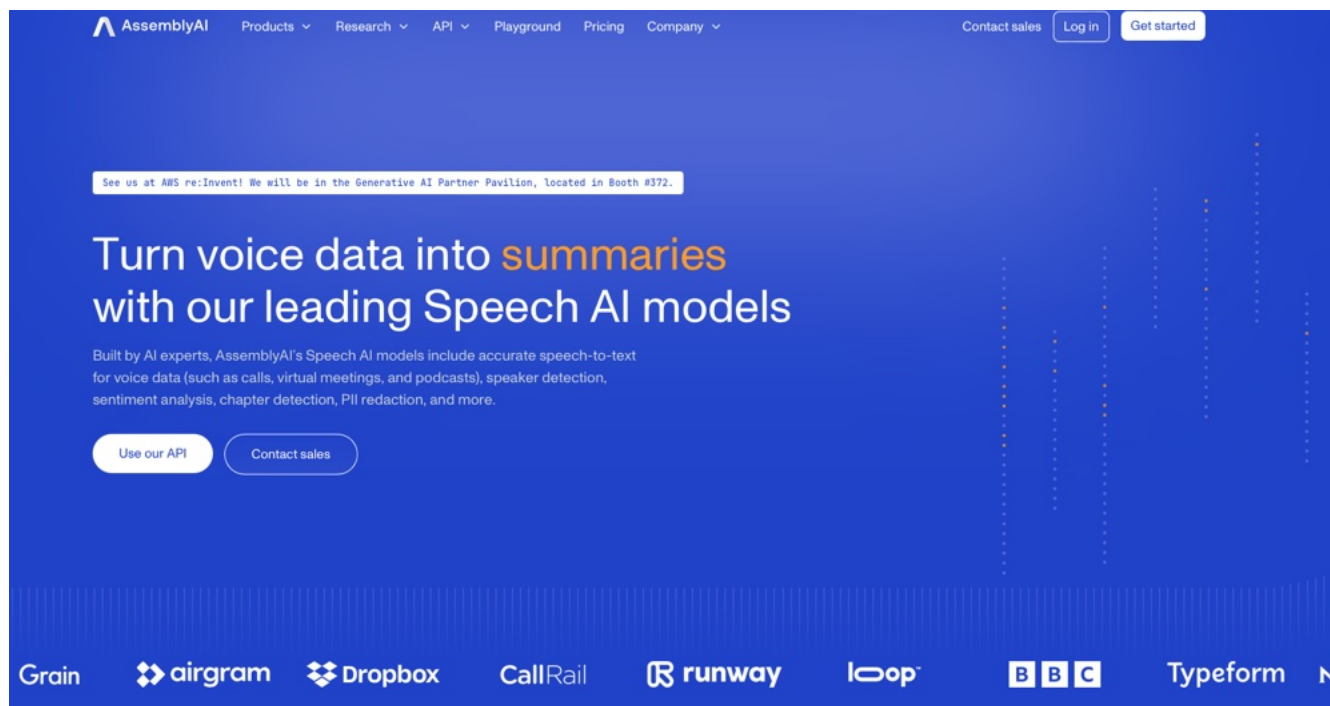 AssemblyAI Products Research API Playground Pricing Company Contact sales Log in Get started
See us at AWS re:Invent! We will be in the Generative AI Partner Pavilion, located in Booth #372.
Turn voice data into summaries
with our leading Speech AI models
Built by AI experts, AssemblyAI's Speech AI models include accurate speech-to-text
for voice data (such as calls, virtual meetings, and podcasts), speaker detection,
sentiment analysis, chapter detection, PII redaction, and more.
Use our API Contact sales
Grain airgram Dropbox CallRail runway loop™ BBC Typeform